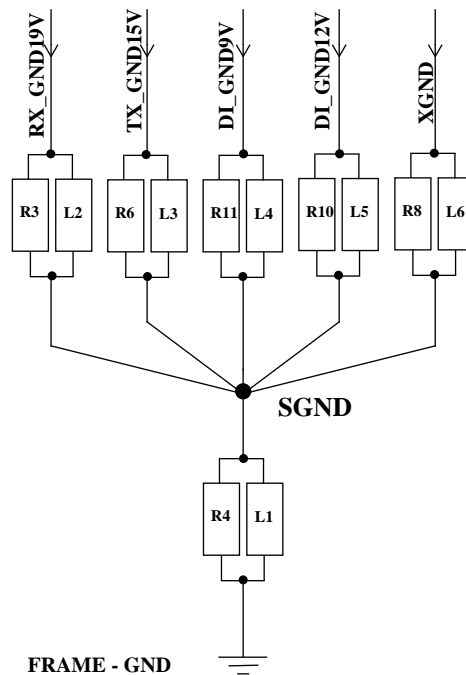 RX_GND19V
TX_GND15V
DI_GND9V
DI_GND12V
XGND
R3
L2
R6
L3
R11
L4
R10
L5
R8
L6
SGND
R4
L1
FRAME - GND